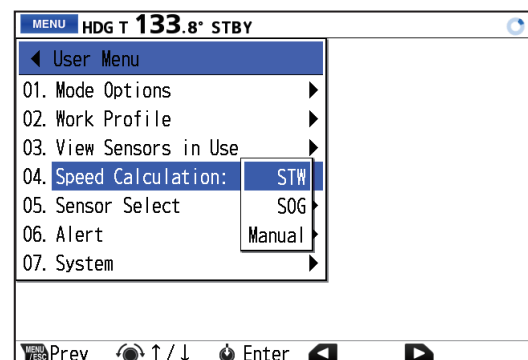 MENU HDG T 133.8° STBY
◀ User Menu
01. Mode Options ▶
02. Work Profile ▶
03. View Sensors in Use ▶
04. Speed Calculation: STW
05. Sensor Select SOG
06. Alert Manual
07. System ▶
MENU/ESC Prev ↑/↓ Enter ◀ ▶